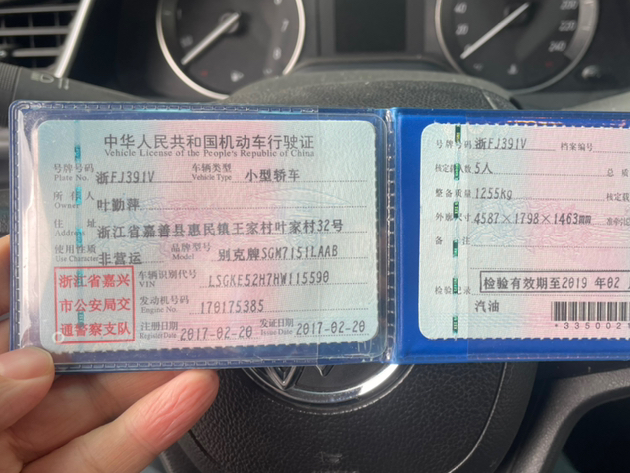 中华人民共和国机动车行驶证
Vehicle License of the People's Republic of China
号牌号码 浙FJ391V 车辆类型 小型轿车
Plate No. Vehicle Type
所有人 叶勤萍
Owner
住址 浙江省嘉善县惠民镇王家村叶家村32号
Address
使用性质 非营运 品牌型号 别克牌SGM7151LAAB
Use Character Model
浙江省嘉兴
市公安局交
通警察支队
车辆识别代号 LSGKE52H7HW115590
VIN
发动机号码 170175385
Engine No.
注册日期 2017-02-20 发证日期 2017-02-20
Register Date Issue Date
号牌号码 浙FJ391V 档案编号
核定载人数 5人 总质
整备质量 1255kg 核定载
外廓尺寸 4587×1798×1463mm
备注
检验记录 检验有效期至2019 年02
汽油
*3350021